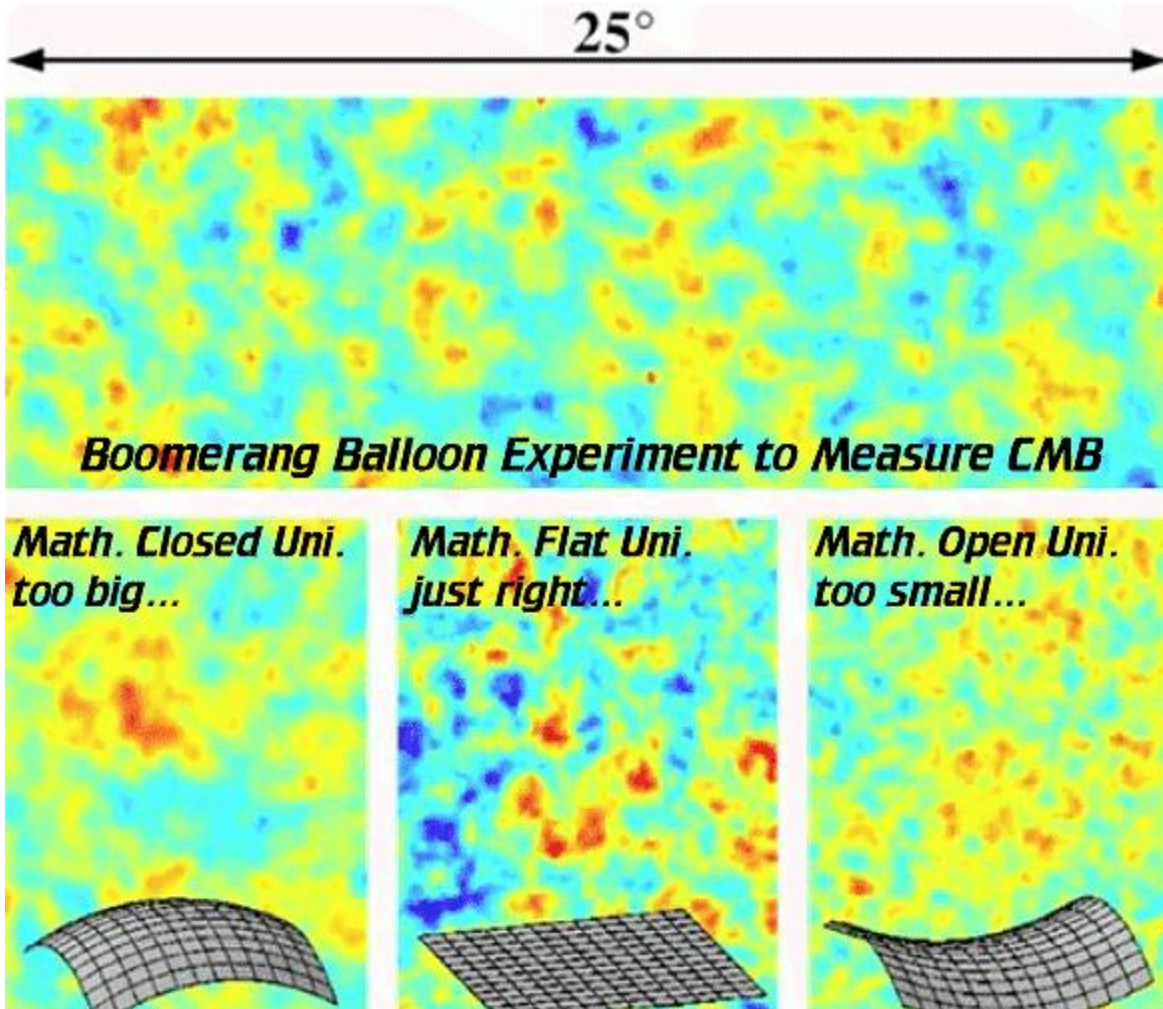 25°
Boomerang Balloon Experiment to Measure CMB
Math. Closed Uni.
too big...
Math. Flat Uni.
just right...
Math. Open Uni.
too small...